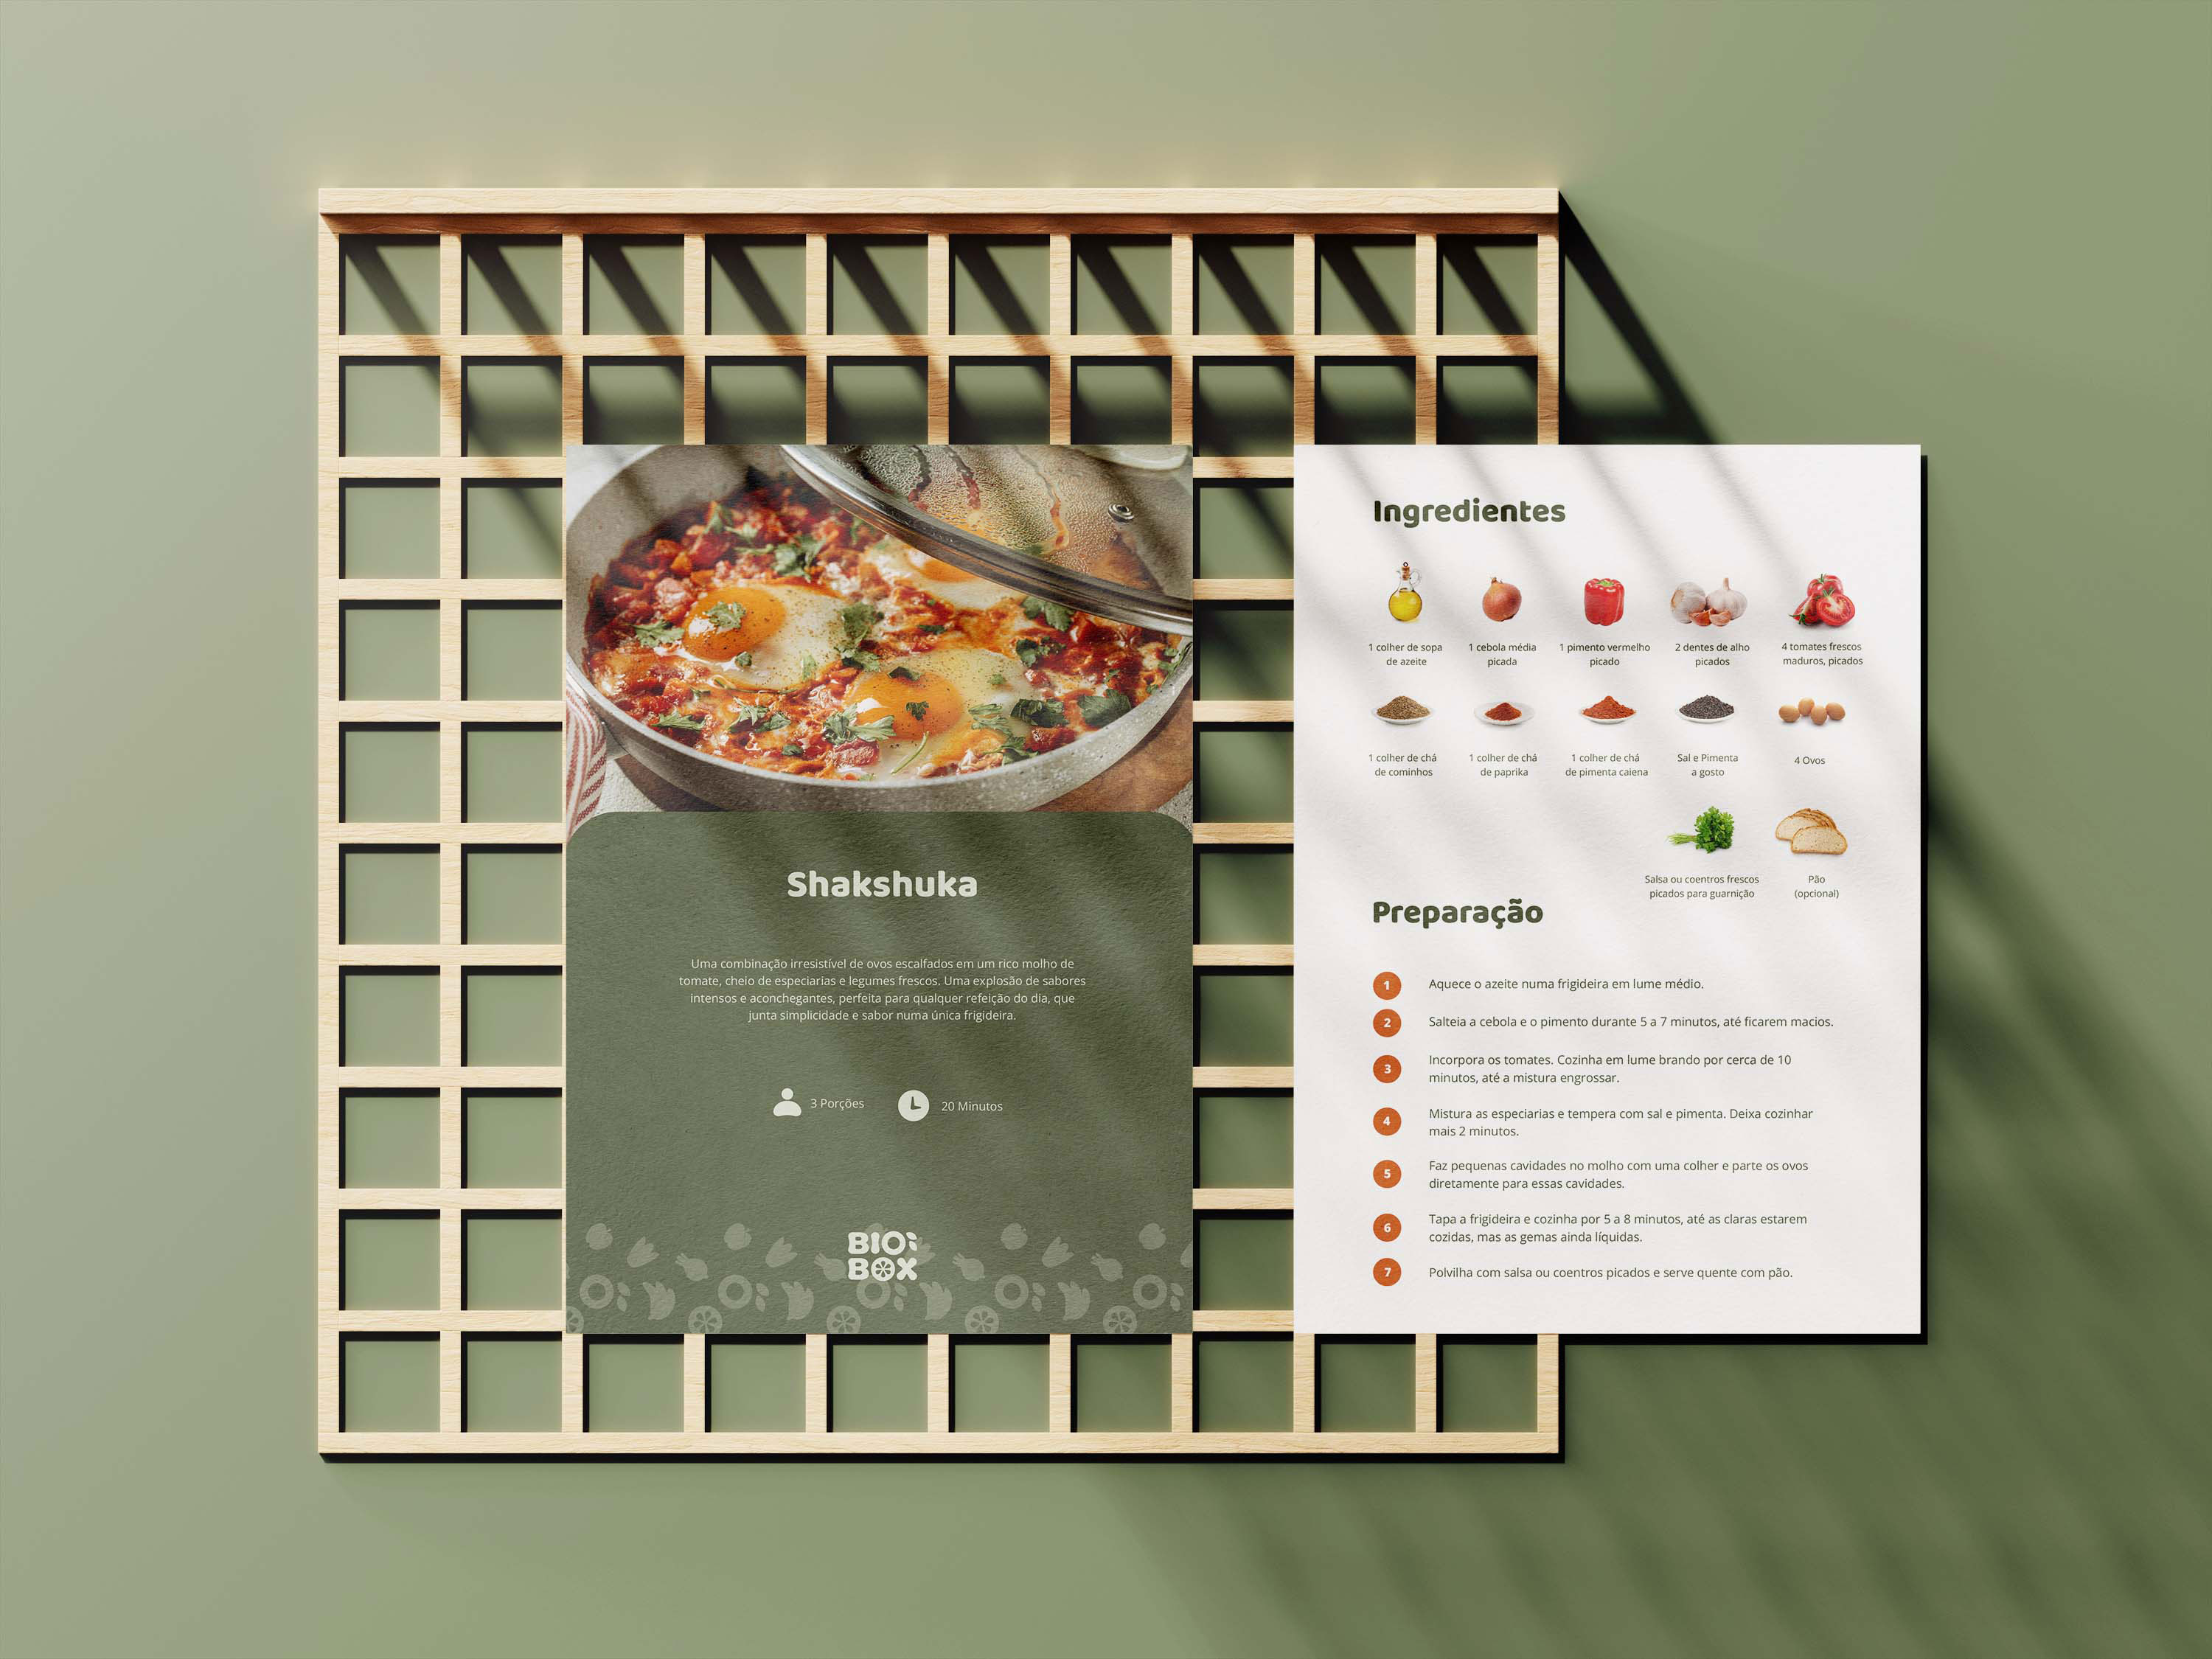 Shakshuka
Uma combinação irresistível de ovos escalfados em um rico molho de
tomate, cheio de especiarias e legumes frescos. Uma explosão de sabores
intensos e aconchegantes, perfeita para qualquer refeição do dia, que
junta simplicidade e sabor numa única frigideira.
3 Porções
20 Minutos
BIO
BOX
Ingredientes
1 colher de sopa
de azeite
1 cebola média
picada
1 pimento vermelho
picado
2 dentes de alho
picados
4 tomates frescos
maduros, picados
1 colher de chá
de cominhos
1 colher de chá
de paprika
1 colher de chá
de pimenta caiena
Sal e Pimenta
a gosto
4 Ovos
Salsa ou coentros frescos
picados para guarnição
Pão
(opcional)
Preparação
1 Aquece o azeite numa frigideira em lume médio.
2 Salteia a cebola e o pimento durante 5 a 7 minutos, até ficarem macios.
3 Incorpora os tomates. Cozinha em lume brando por cerca de 10
minutos, até a mistura engrossar.
4 Mistura as especiarias e tempera com sal e pimenta. Deixa cozinhar
mais 2 minutos.
5 Faz pequenas cavidades no molho com uma colher e parte os ovos
diretamente para essas cavidades.
6 Tapa a frigideira e cozinha por 5 a 8 minutos, até as claras estarem
cozidas, mas as gemas ainda líquidas.
7 Polvilha com salsa ou coentros picados e serve quente com pão.